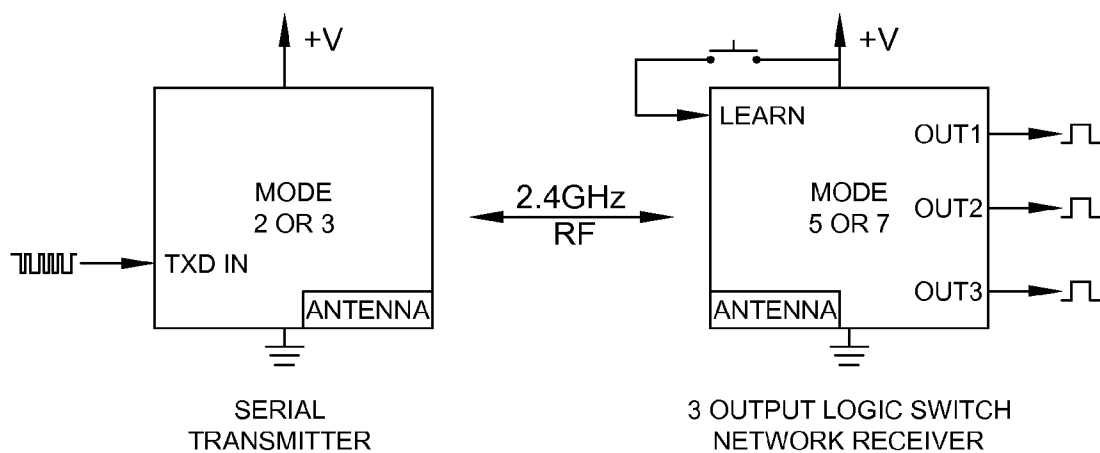 +V
MODE
2 OR 3
TXD IN
ANTENNA
SERIAL
TRANSMITTER
2.4GHz
RF
+V
LEARN
OUT1
MODE
5 OR 7
OUT2
OUT3
ANTENNA
3 OUTPUT LOGIC SWITCH
NETWORK RECEIVER